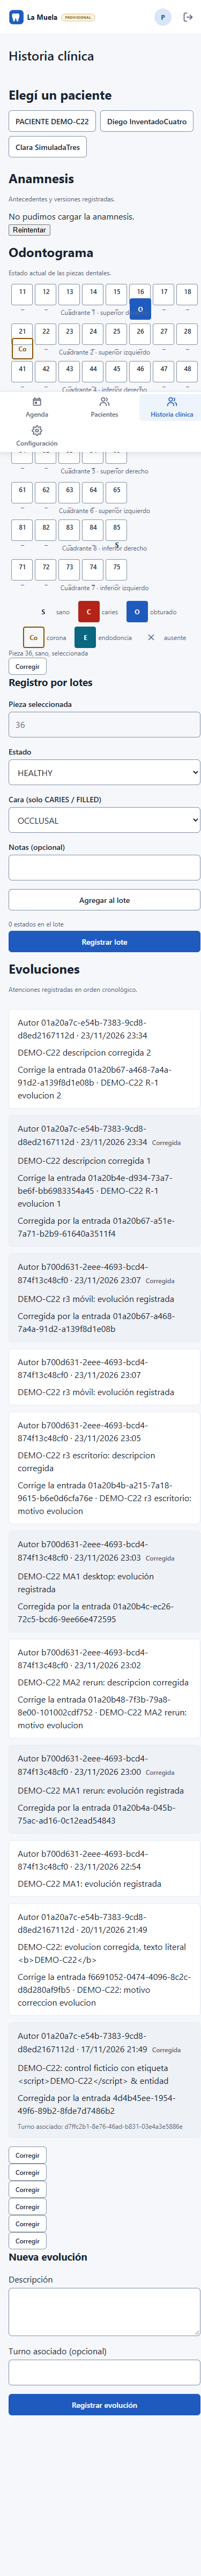 La Muela PROVISIONAL P
Historia clínica
Elegí un paciente
PACIENTE DEMO-C22
Diego InventadoCuatro
Clara SimuladaTres
Anamnesis
Antecedentes y versiones registradas.
No pudimos cargar la anamnesis.
Reintentar
Odontograma
Estado actual de las piezas dentales.
11 12 13 14 15 16 17 18
– – – – – O – –
Cuadrante 1 · superior derecho
21 22 23 24 25 26 27 28
Co – – – – – – –
Cuadrante 2 · superior izquierdo
41 42 43 44 45 46 47 48
Cuadrante 4 · inferior derecho
Agenda
Pacientes
Historia clínica
Configuración
Cuadrante 5 · superior derecho
61 62 63 64 65
– – – – –
Cuadrante 6 · superior izquierdo
81 82 83 84 85
– – – – S
Cuadrante 8 · inferior derecho
71 72 73 74 75
– – – – –
Cuadrante 7 · inferior izquierdo
S sano C caries O obturado
Co corona E endodoncia × ausente
Pieza 36, sano, seleccionada
Corregir
Registro por lotes
Pieza seleccionada
36
Estado
HEALTHY
Cara (solo CARIES / FILLED)
OCCLUSAL
Notas (opcional)
Agregar al lote
0 estados en el lote
Registrar lote
Evoluciones
Atenciones registradas en orden cronológico.
Autor 01a20a7c-e54b-7383-9cd8-
d8ed2167112d · 23/11/2026 23:34
DEMO-C22 descripcion corregida 2
Corrige la entrada 01a20b67-a468-7a4a-
91d2-a139f8d1e08b · DEMO-C22 R-1
evolucion 2
Autor 01a20a7c-e54b-7383-9cd8-
d8ed2167112d · 23/11/2026 23:34 Corregida
DEMO-C22 descripcion corregida 1
Corrige la entrada 01a20b4e-d934-73a7-
be6f-bb6983354a45 · DEMO-C22 R-1
evolucion 1
Corregida por la entrada 01a20b67-a51e-
7a71-b2b9-61640a3511f4
Autor b700d631-2eee-4693-bcd4-
874f13c48cf0 · 23/11/2026 23:07 Corregida
DEMO-C22 r3 móvil: evolución registrada
Corregida por la entrada 01a20b67-a468-
7a4a-91d2-a139f8d1e08b
Autor b700d631-2eee-4693-bcd4-
874f13c48cf0 · 23/11/2026 23:07
DEMO-C22 r3 móvil: evolución registrada
Autor b700d631-2eee-4693-bcd4-
874f13c48cf0 · 23/11/2026 23:05
DEMO-C22 r3 escritorio: descripcion
corregida
Corrige la entrada 01a20b4b-a215-7a18-
9615-b6e0d6cfa76e · DEMO-C22 r3 escritorio:
motivo evolucion
Autor b700d631-2eee-4693-bcd4-
874f13c48cf0 · 23/11/2026 23:03 Corregida
DEMO-C22 MA1 desktop: evolución
registrada
Corregida por la entrada 01a20b4c-ec26-
72c5-bcd6-9ee66e472595
Autor b700d631-2eee-4693-bcd4-
874f13c48cf0 · 23/11/2026 23:02
DEMO-C22 MA2 rerun: descripcion corregida
Corrige la entrada 01a20b48-7f3b-79a8-
8e00-101002cdf752 · DEMO-C22 MA2 rerun:
motivo evolucion
Autor b700d631-2eee-4693-bcd4-
874f13c48cf0 · 23/11/2026 23:00 Corregida
DEMO-C22 MA1 rerun: evolución registrada
Corregida por la entrada 01a20b4a-045b-
75ac-ad16-0c12ead54843
Autor b700d631-2eee-4693-bcd4-
874f13c48cf0 · 23/11/2026 22:54
DEMO-C22 MA1: evolución registrada
Autor 01a20a7c-e54b-7383-9cd8-
d8ed2167112d · 20/11/2026 21:49
DEMO-C22: evolucion corregida, texto literal
<b>DEMO-C22</b>
Corrige la entrada f6691052-0474-4096-8c2c-
d8d280af9fb5 · DEMO-C22: motivo
correccion evolucion
Autor 01a20a7c-e54b-7383-9cd8-
d8ed2167112d · 17/11/2026 21:49 Corregida
DEMO-C22: control ficticio con etiqueta
<script>DEMO-C22</script> & entidad
Corregida por la entrada 4d4b45ee-1954-
49f6-89b2-8fde7d7486b2
Turno asociado: d7ffc2b1-8e76-46ad-b831-03e4a3e5886e
Corregir
Corregir
Corregir
Corregir
Corregir
Corregir
Nueva evolución
Descripción
Turno asociado (opcional)
Registrar evolución